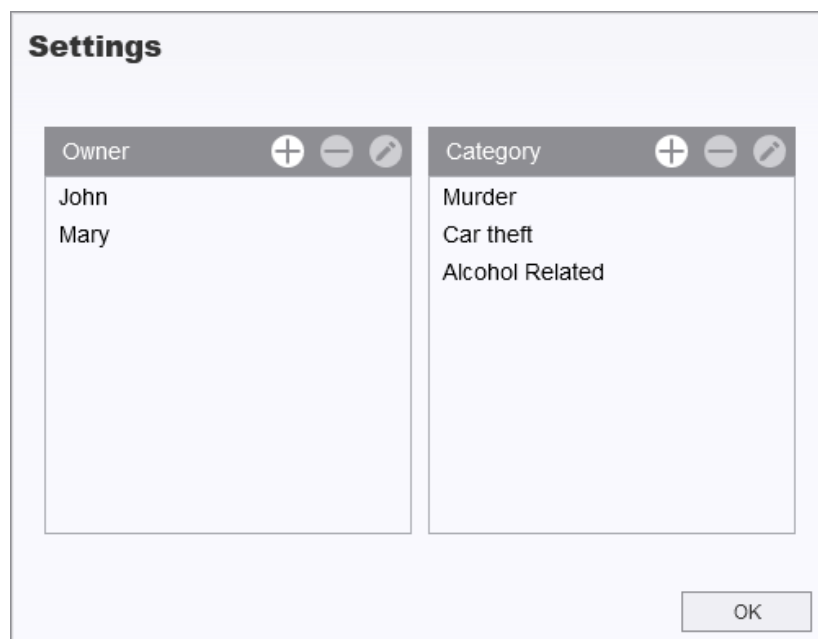 Settings
Owner
John
Mary
Category
Murder
Car theft
Alcohol Related
OK